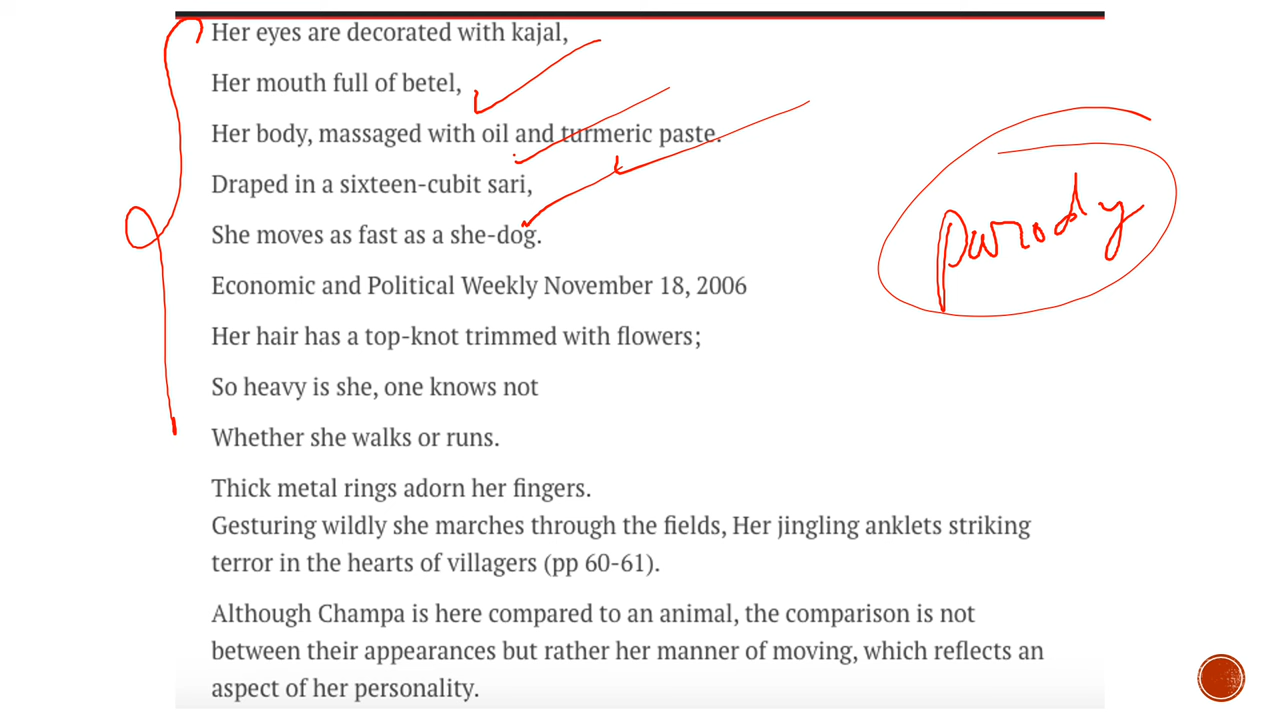 Her eyes are decorated with kajal,
Her mouth full of betel,
Her body, massaged with oil and turmeric paste.
Draped in a sixteen-cubit sari,
She moves as fast as a she-dog.
Economic and Political Weekly November 18, 2006
Her hair has a top-knot trimmed with flowers;
So heavy is she, one knows not
Whether she walks or runs.
Thick metal rings adorn her fingers.
Gesturing wildly she marches through the fields, Her jingling anklets striking
terror in the hearts of villagers (pp 60-61).
Although Champa is here compared to an animal, the comparison is not
between their appearances but rather her manner of moving, which reflects an
aspect of her personality.
parody